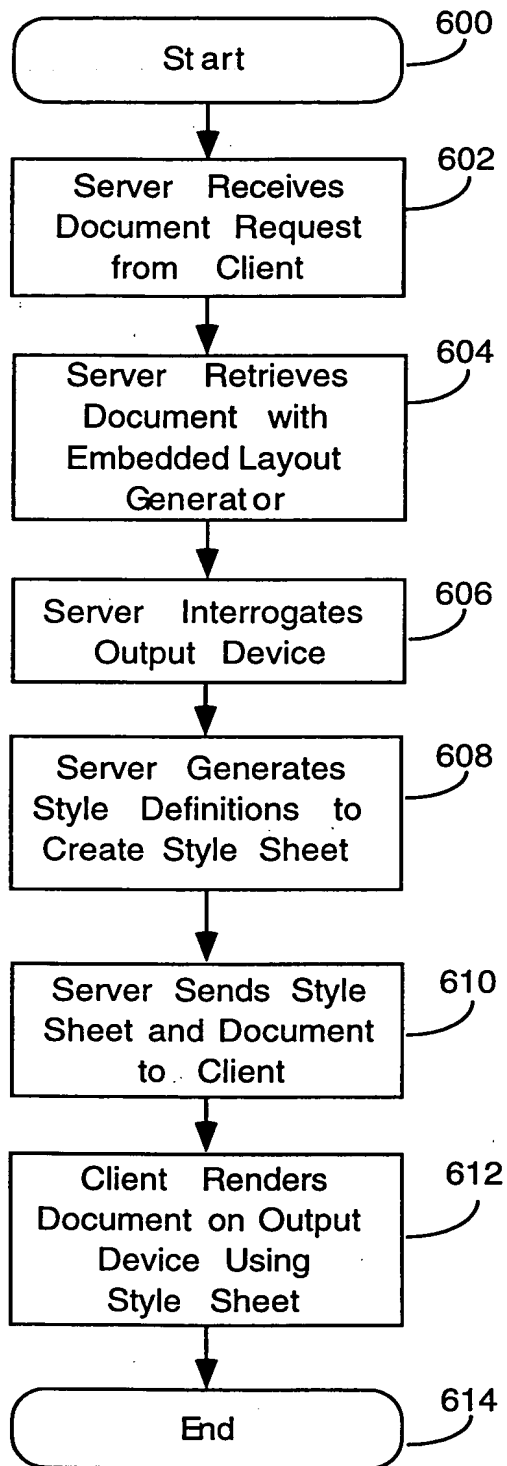 600
Start
602
Server Receives
Document Request
from Client
604
Server Retrieves
Document with
Embedded Layout
Generator
606
Server Interrogates
Output Device
608
Server Generates
Style Definitions to
Create Style Sheet
610
Server Sends Style
Sheet and Document
to Client
612
Client Renders
Document on Output
Device Using
Style Sheet
614
End